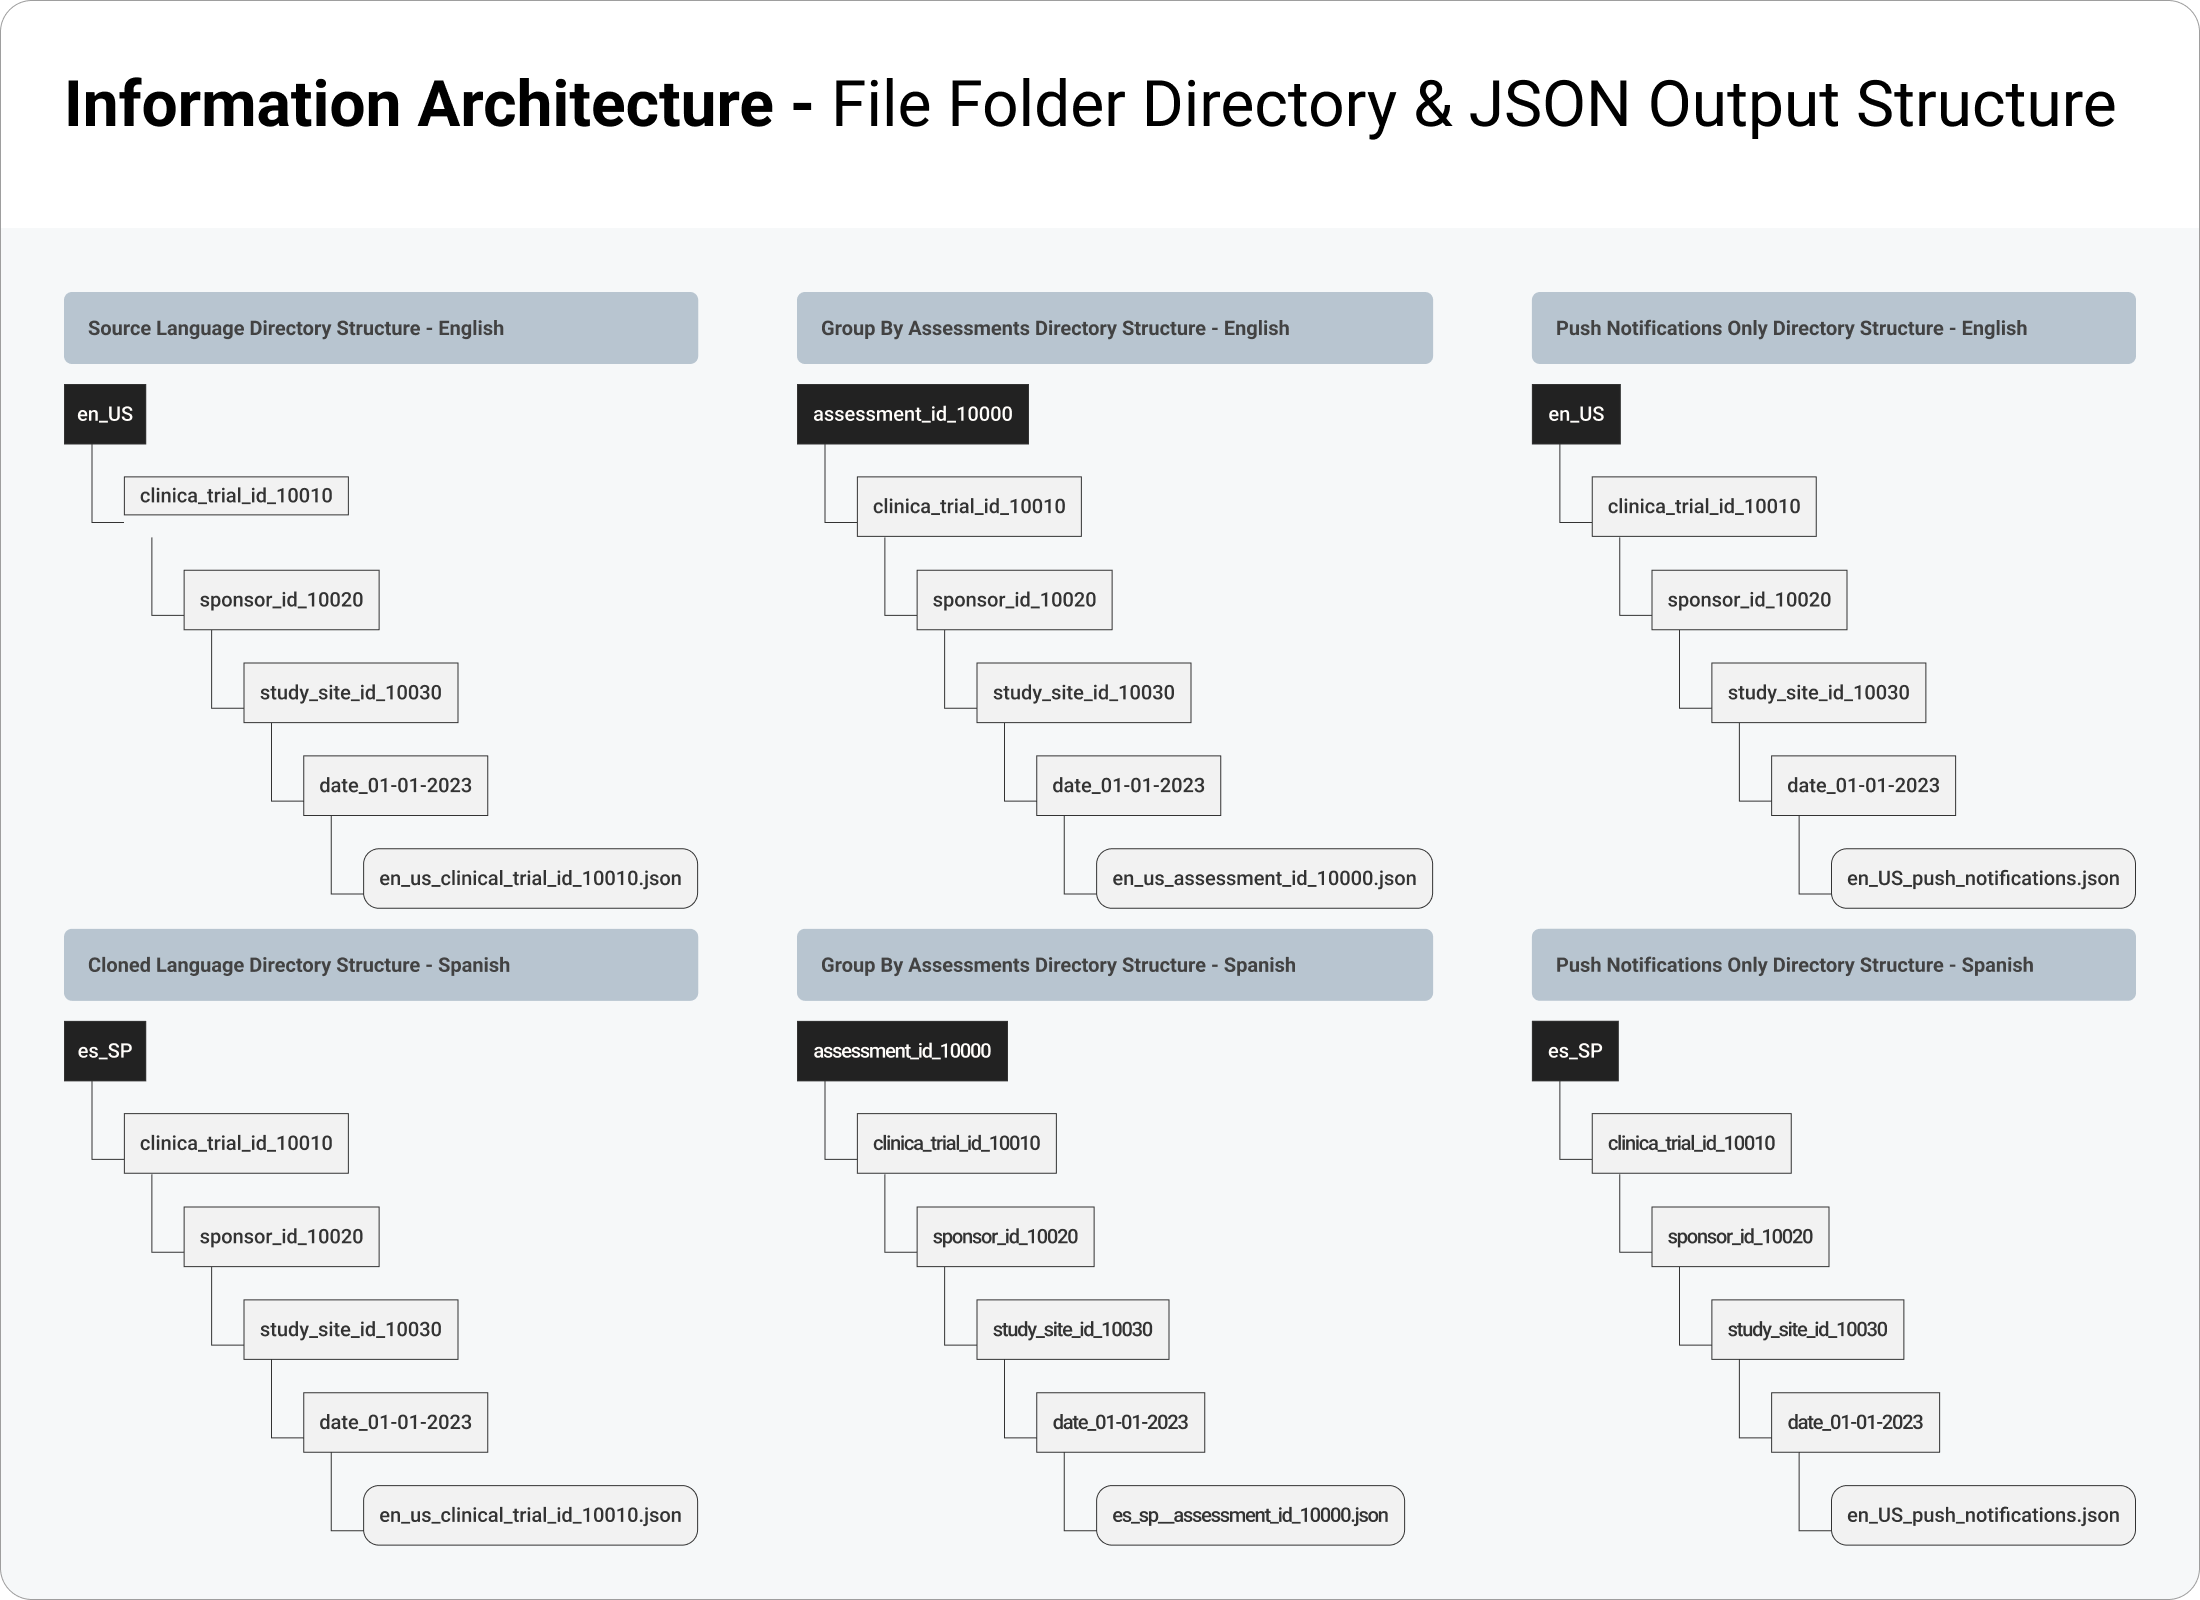 Information Architecture - File Folder Directory & JSON Output Structure
Source Language Directory Structure - English
en_US
clinica_trial_id_10010
sponsor_id_10020
study_site_id_10030
date_01-01-2023
en_us_clinical_trial_id_10010.json
Group By Assessments Directory Structure - English
assessment_id_10000
clinica_trial_id_10010
sponsor_id_10020
study_site_id_10030
date_01-01-2023
en_us_assessment_id_10000.json
Push Notifications Only Directory Structure - English
en_US
clinica_trial_id_10010
sponsor_id_10020
study_site_id_10030
date_01-01-2023
en_US_push_notifications.json
Cloned Language Directory Structure - Spanish
es_SP
clinica_trial_id_10010
sponsor_id_10020
study_site_id_10030
date_01-01-2023
en_us_clinical_trial_id_10010.json
Group By Assessments Directory Structure - Spanish
assessment_id_10000
clinica_trial_id_10010
sponsor_id_10020
study_site_id_10030
date_01-01-2023
es_sp__assessment_id_10000.json
Push Notifications Only Directory Structure - Spanish
es_SP
clinica_trial_id_10010
sponsor_id_10020
study_site_id_10030
date_01-01-2023
en_US_push_notifications.json